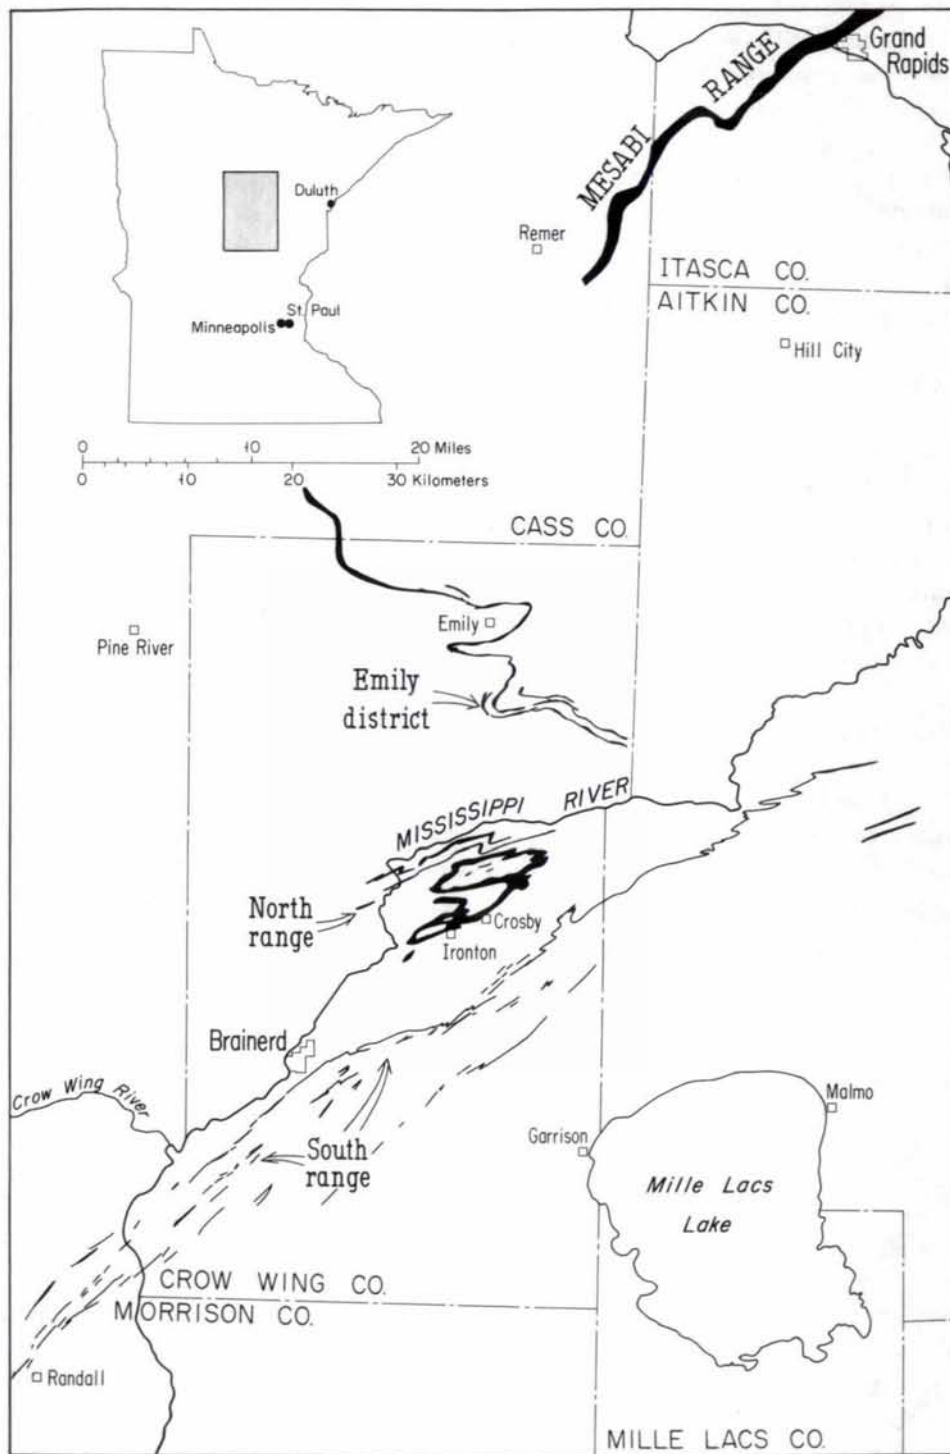 Grand
Rapids
MESABI RANGE
Duluth
Remer
ITASCA CO.
AITKIN CO.
St. Paul
Minneapolis
Hill City
0 10 20 Miles
0 10 20 30 Kilometers
CASS CO.
Emily
Pine River
Emily
district
MISSISSIPPI RIVER
North
range
Crosby
Ironton
Brainerd
Crow Wing River
Malmo
Garrison
South
range
Mille Lacs
Lake
CROW WING CO.
MORRISON CO.
Randall
MILLE LACS CO.